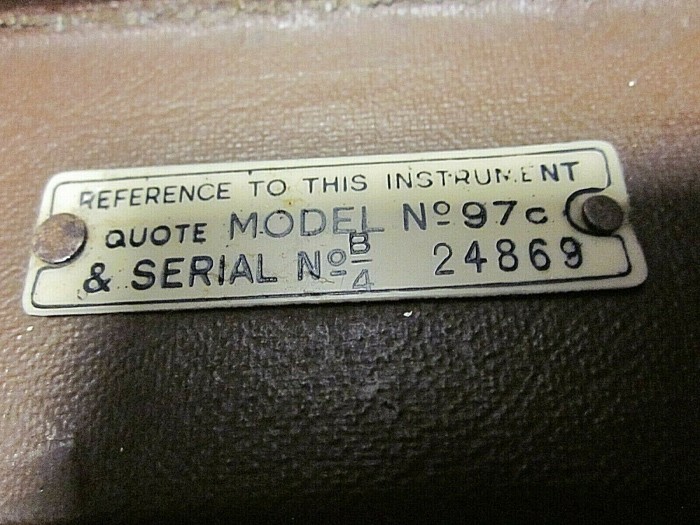 REFERENCE TO THIS INSTRUMENT
QUOTE MODEL Nº 97c
& SERIAL Nº B/4 24869